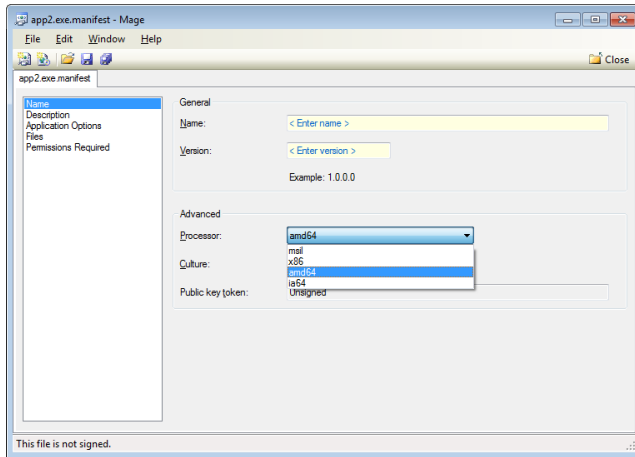 app2.exe.manifest - Mage
File Edit Window Help
Close
app2.exe.manifest
Name
Description
Application Options
Files
Permissions Required
General
Name: < Enter name >
Version: < Enter version >
Example: 1.0.0.0
Advanced
Processor: amd64
msil
x86
Culture:
amd64
ia64
Public key token: Unsigned
This file is not signed.